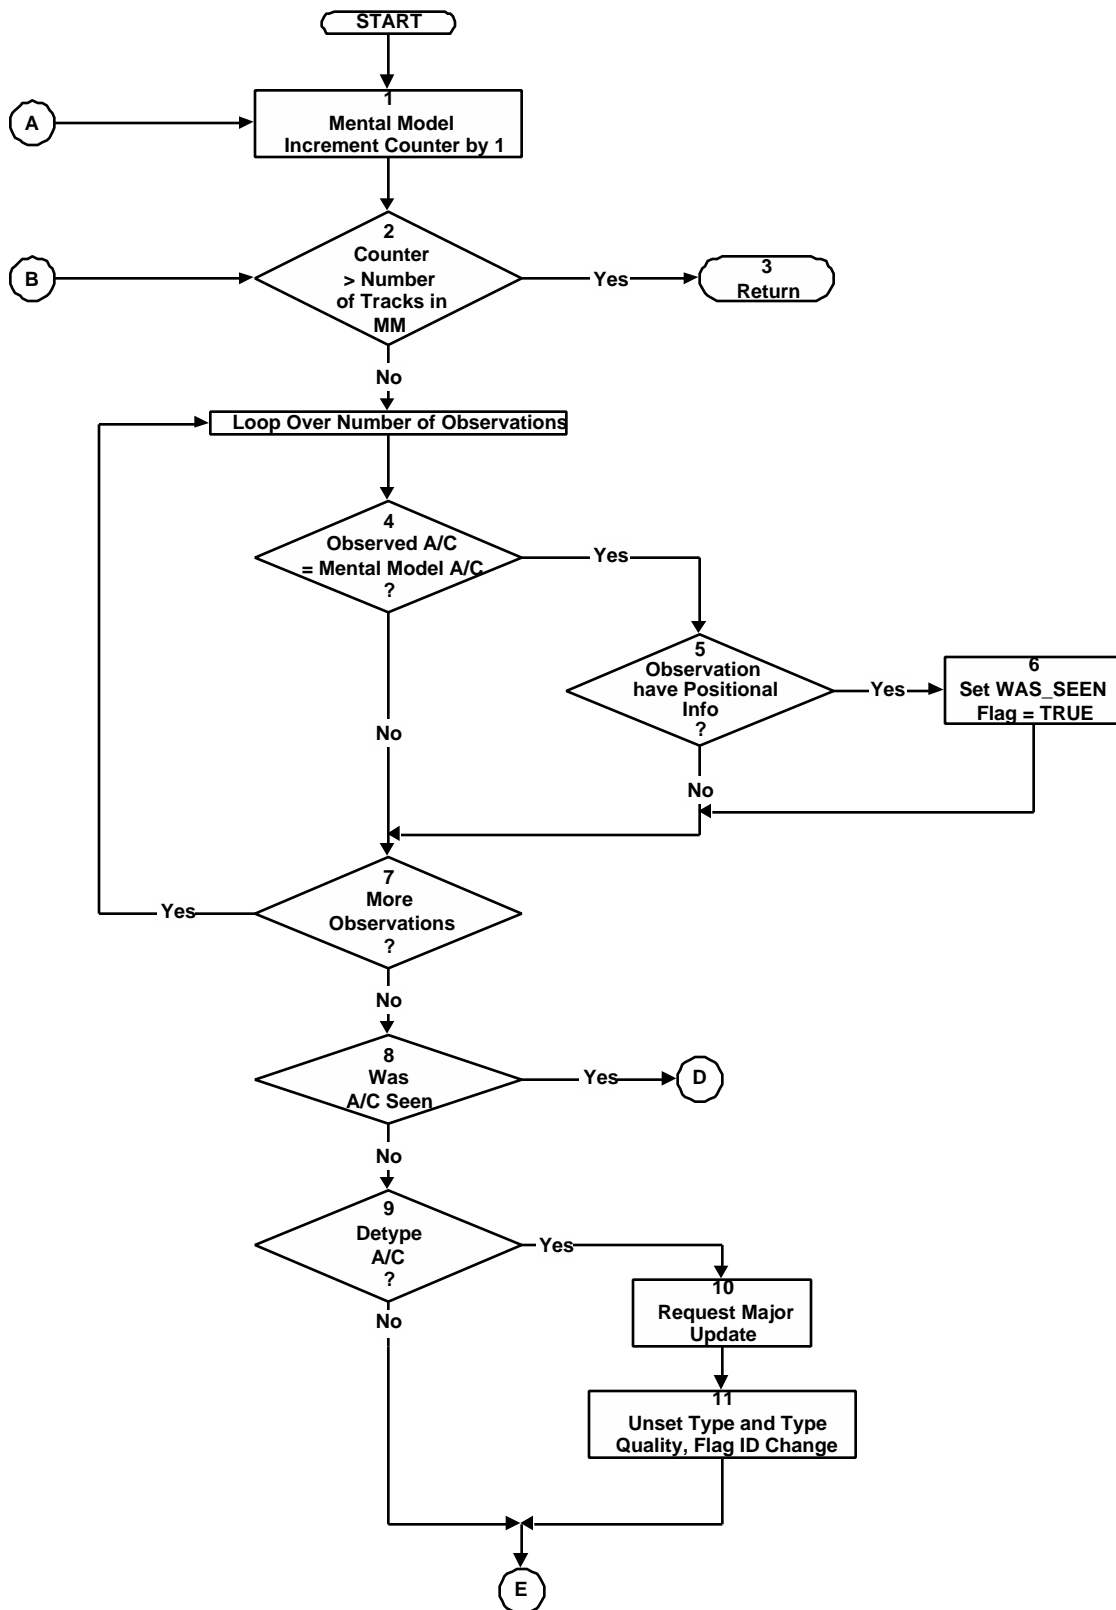 START
A
1
Mental Model
Increment Counter by 1
B
2
Counter
> Number
of Tracks in
MM
Yes
3
Return
No
Loop Over Number of Observations
4
Observed A/C
= Mental Model A/C
?
Yes
5
Observation
have Positional
Info
?
Yes
6
Set WAS_SEEN
Flag = TRUE
No
No
7
More
Observations
?
Yes
No
8
Was
A/C Seen
Yes
D
No
9
Detype
A/C
?
Yes
No
10
Request Major
Update
11
Unset Type and Type
Quality, Flag ID Change
E